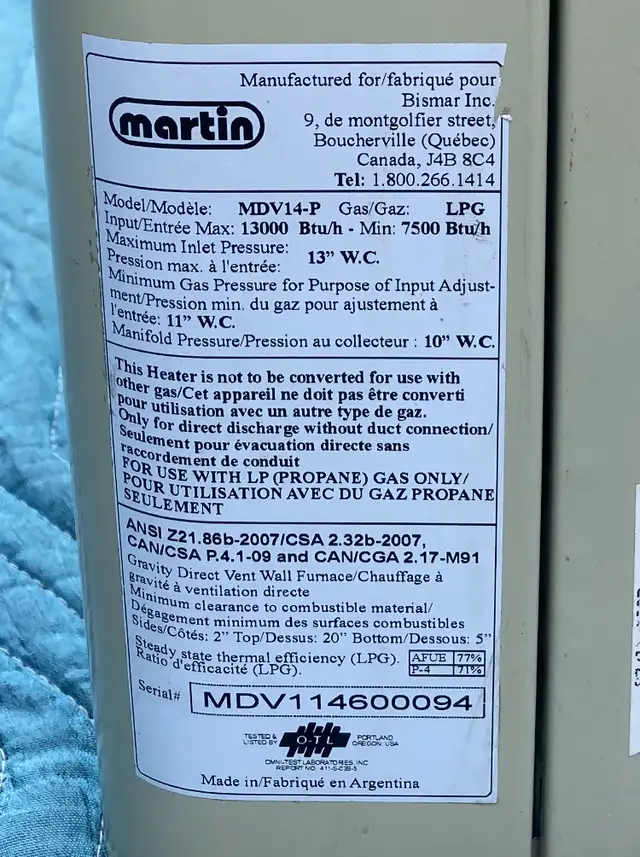 martin
Manufactured for/fabriqué pour
Bismar Inc.
9, de montgolfier street,
Boucherville (Québec)
Canada, J4B 8C4
Tel: 1.800.266.1414
Model/Modèle: MDV14-P Gas/Gaz: LPG
Input/Entrée Max: 13000 Btu/h - Min: 7500 Btu/h
Maximum Inlet Pressure:
Pression max. à l'entrée: 13" W.C.
Minimum Gas Pressure for Purpose of Input Adjust-
ment/Pression min. du gaz pour ajustement à
l'entrée: 11" W.C.
Manifold Pressure/Pression au collecteur : 10" W.C.
This Heater is not to be converted for use with
other gas/Cet appareil ne doit pas être converti
pour utilisation avec un autre type de gaz.
Only for direct discharge without duct connection/
Seulement pour évacuation directe sans
raccordement de conduit
FOR USE WITH LP (PROPANE) GAS ONLY/
POUR UTILISATION AVEC DU GAZ PROPANE
SEULEMENT
ANSI Z21.86b-2007/CSA 2.32b-2007,
CAN/CSA P.4.1-09 and CAN/CGA 2.17-M91
Gravity Direct Vent Wall Furnace/Chauffage à
gravité à ventilation directe
Minimum clearance to combustible material/
Dégagement minimum des surfaces combustibles
Sides/Côtés: 2" Top/Dessus: 20" Bottom/Dessous: 5"
Steady state thermal efficiency (LPG). AFUE 77%
Ratio d'efficacité (LPG). P-4 71%
Serial# MDV114600094
TESTED & LISTED BY O-T-L PORTLAND OREGON, USA
OMNI-TEST LABORATORIES, INC
Made in/Fabriqué en Argentina